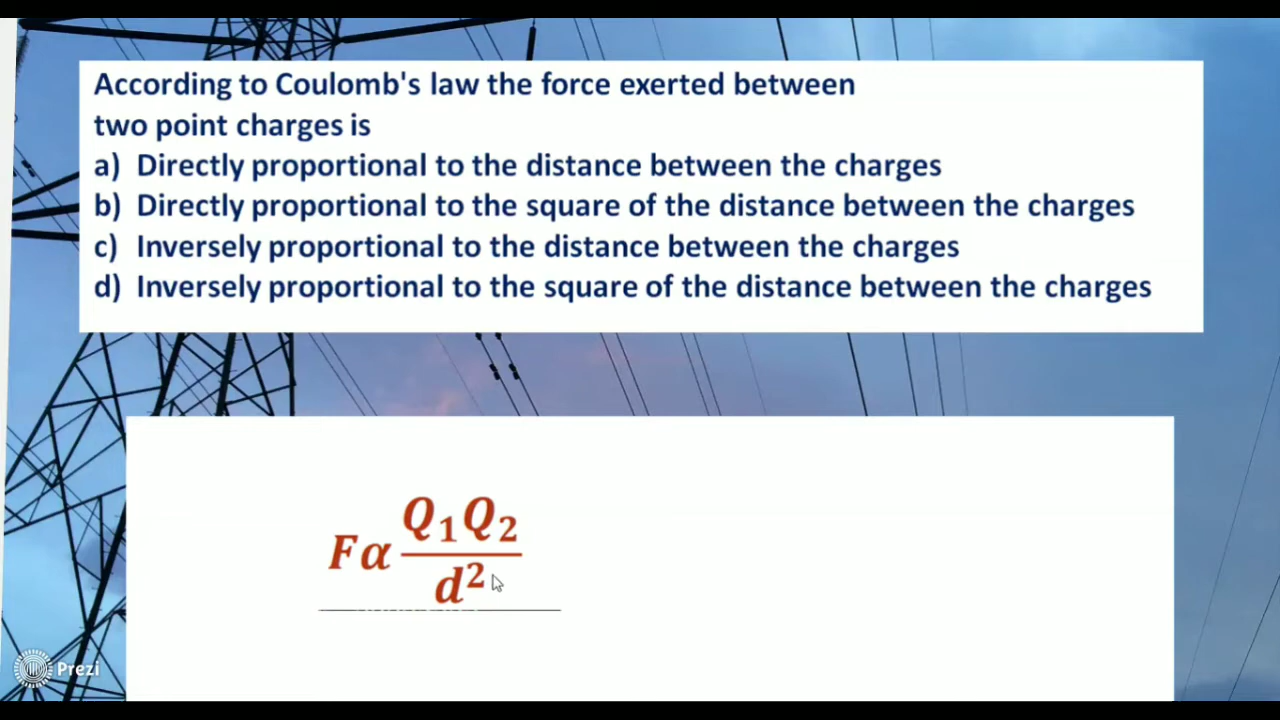 According to Coulomb's law the force exerted between
two point charges is
a) Directly proportional to the distance between the charges
b) Directly proportional to the square of the distance between the charges
c) Inversely proportional to the distance between the charges
d) Inversely proportional to the square of the distance between the charges
F α Q₁Q₂ / d²
Prezi